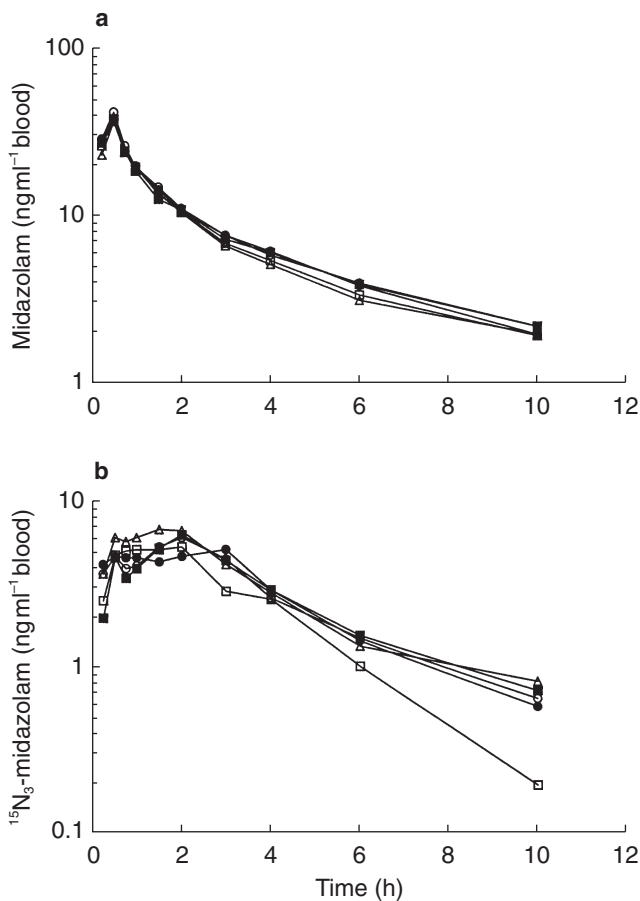 a
100
10
1
Midazolam (ngml⁻¹ blood)
0 2 4 6 8 10 12
b
10
1
0.1
¹⁵N₃-midazolam (ngml⁻¹ blood)
0 2 4 6 8 10 12
Time (h)